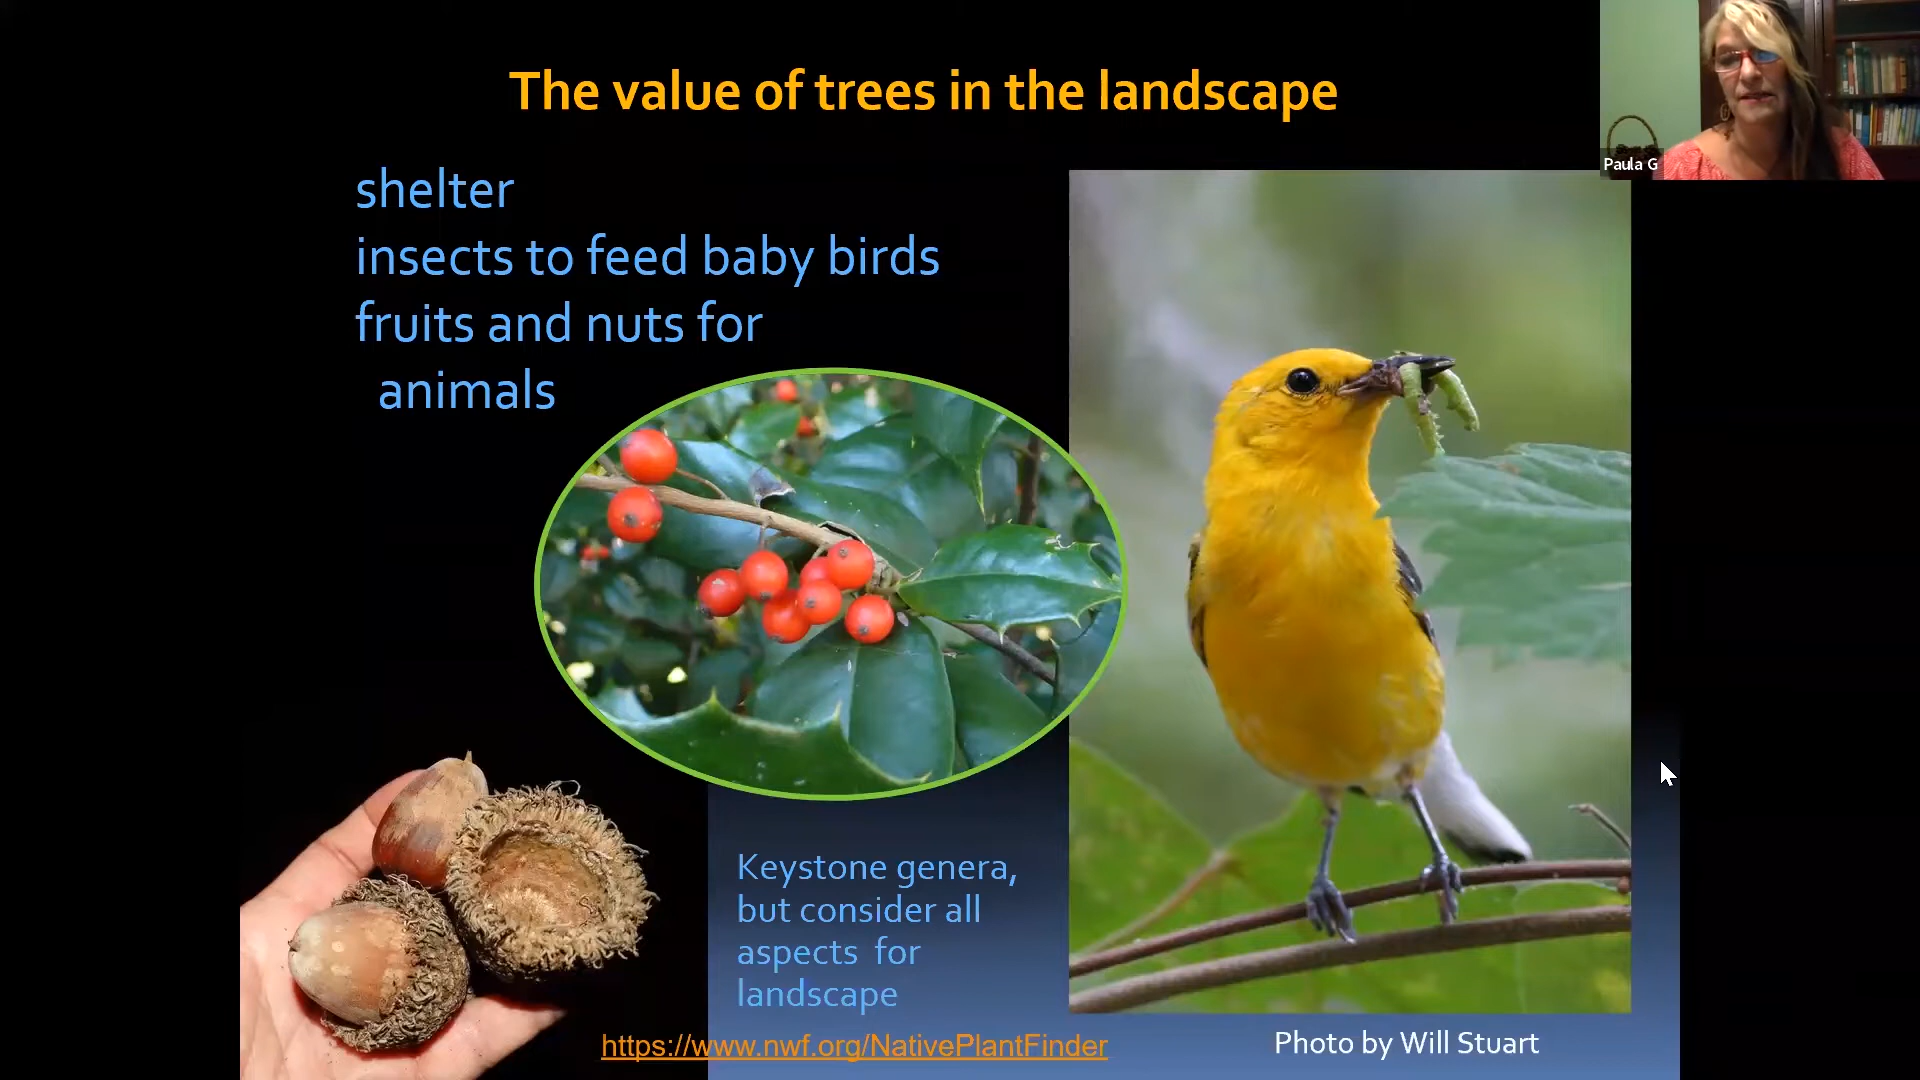 The value of trees in the landscape
Paula G
shelter
insects to feed baby birds
fruits and nuts for
animals
Keystone genera,
but consider all
aspects for
landscape
https://www.nwf.org/NativePlantFinder
Photo by Will Stuart